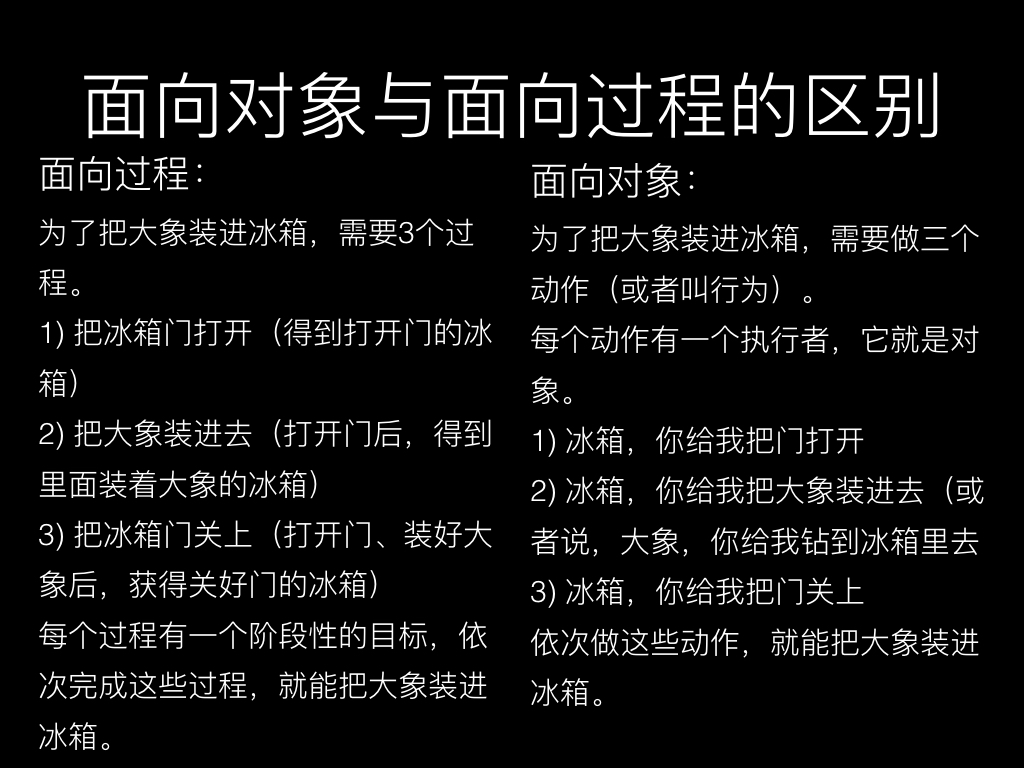 面向对象与面向过程的区别
面向过程：
为了把大象装进冰箱，需要3个过
程。
1) 把冰箱门打开（得到打开门的冰
箱）
2) 把大象装进去（打开门后，得到
里面装着大象的冰箱）
3) 把冰箱门关上（打开门、装好大
象后，获得关好门的冰箱）
每个过程有一个阶段性的目标，依
次完成这些过程，就能把大象装进
冰箱。
面向对象：
为了把大象装进冰箱，需要做三个
动作（或者叫行为）。
每个动作有一个执行者，它就是对
象。
1) 冰箱，你给我把门打开
2) 冰箱，你给我把大象装进去（或
者说，大象，你给我钻到冰箱里去
3) 冰箱，你给我把门关上
依次做这些动作，就能把大象装进
冰箱。